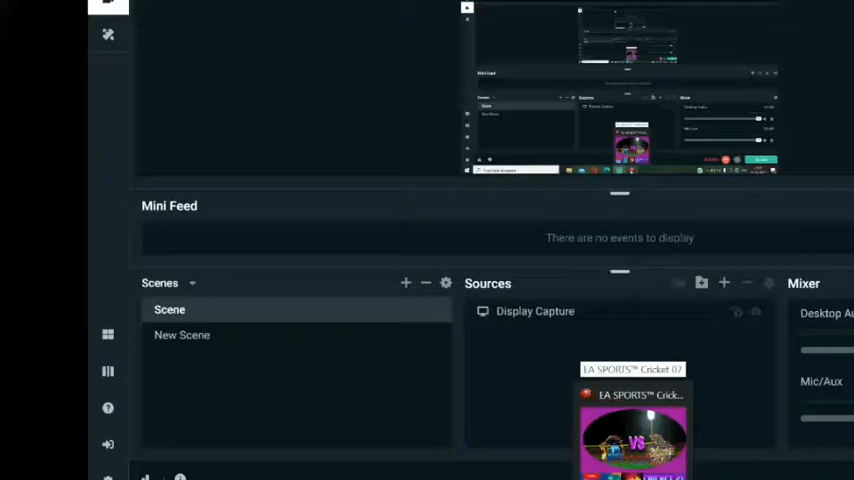 Mini Feed
There are no events to display
Scenes
Sources
Mixer
Scene
Display Capture
Desktop Au
New Scene
EA SPORTS™ Cricket 07
Mic/Aux
EA SPORTS™ Crick...
VS